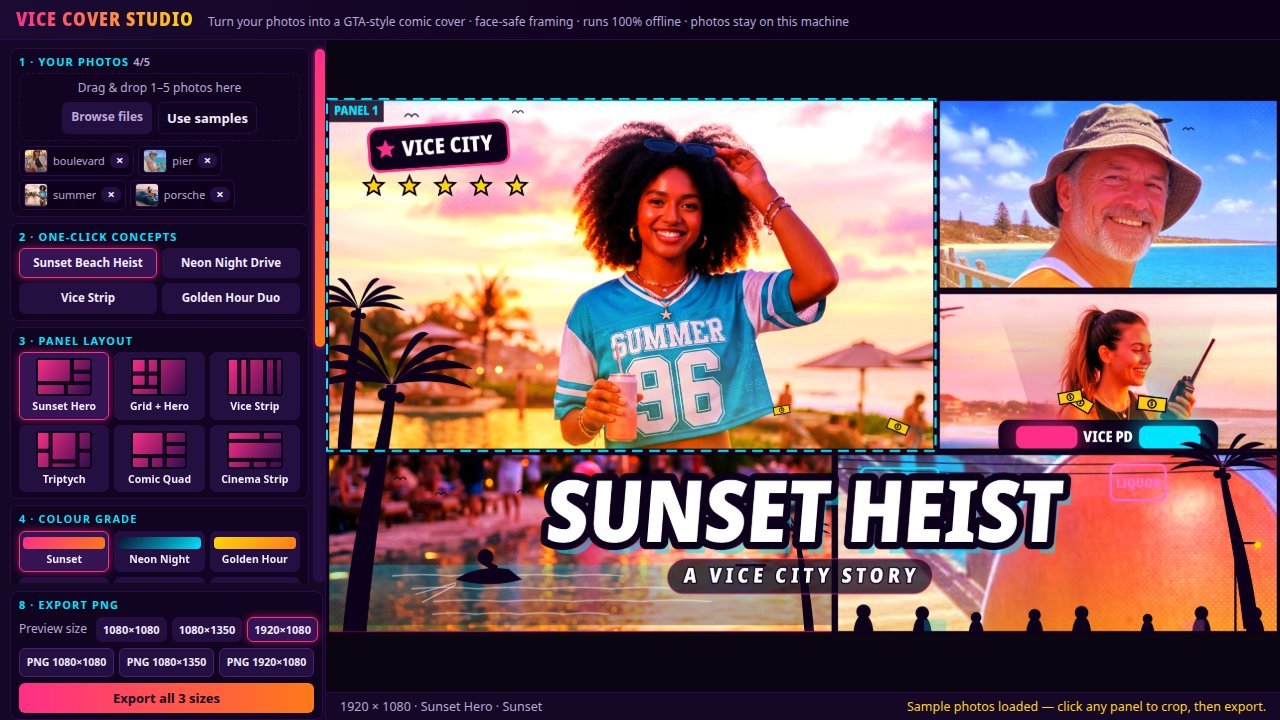 VICE COVER STUDIO
Turn your photos into a GTA-style comic cover · face-safe framing · runs 100% offline · photos stay on this machine
1 · YOUR PHOTOS 4/5
Drag & drop 1–5 photos here
Browse files
Use samples
boulevard ×
pier ×
summer ×
porsche ×
2 · ONE-CLICK CONCEPTS
Sunset Beach Heist
Neon Night Drive
Vice Strip
Golden Hour Duo
3 · PANEL LAYOUT
Sunset Hero
Grid + Hero
Vice Strip
Triptych
Comic Quad
Cinema Strip
4 · COLOUR GRADE
Sunset
Neon Night
Golden Hour
8 · EXPORT PNG
Preview size
1080×1080
1080×1350
1920×1080
PNG 1080×1080
PNG 1080×1350
PNG 1920×1080
Export all 3 sizes
PANEL 1
VICE CITY
SUMMER
96
VICE PD
LIQUOR
SUNSET HEIST
A VICE CITY STORY
1920 × 1080 · Sunset Hero · Sunset
Sample photos loaded — click any panel to crop, then export.